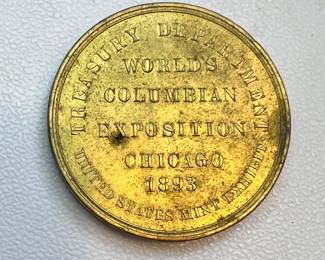 TREASURY DEPARTMENT
WORLD'S
COLUMBIAN
EXPOSITION
CHICAGO
1893
UNITED STATES MINT EXHIBIT